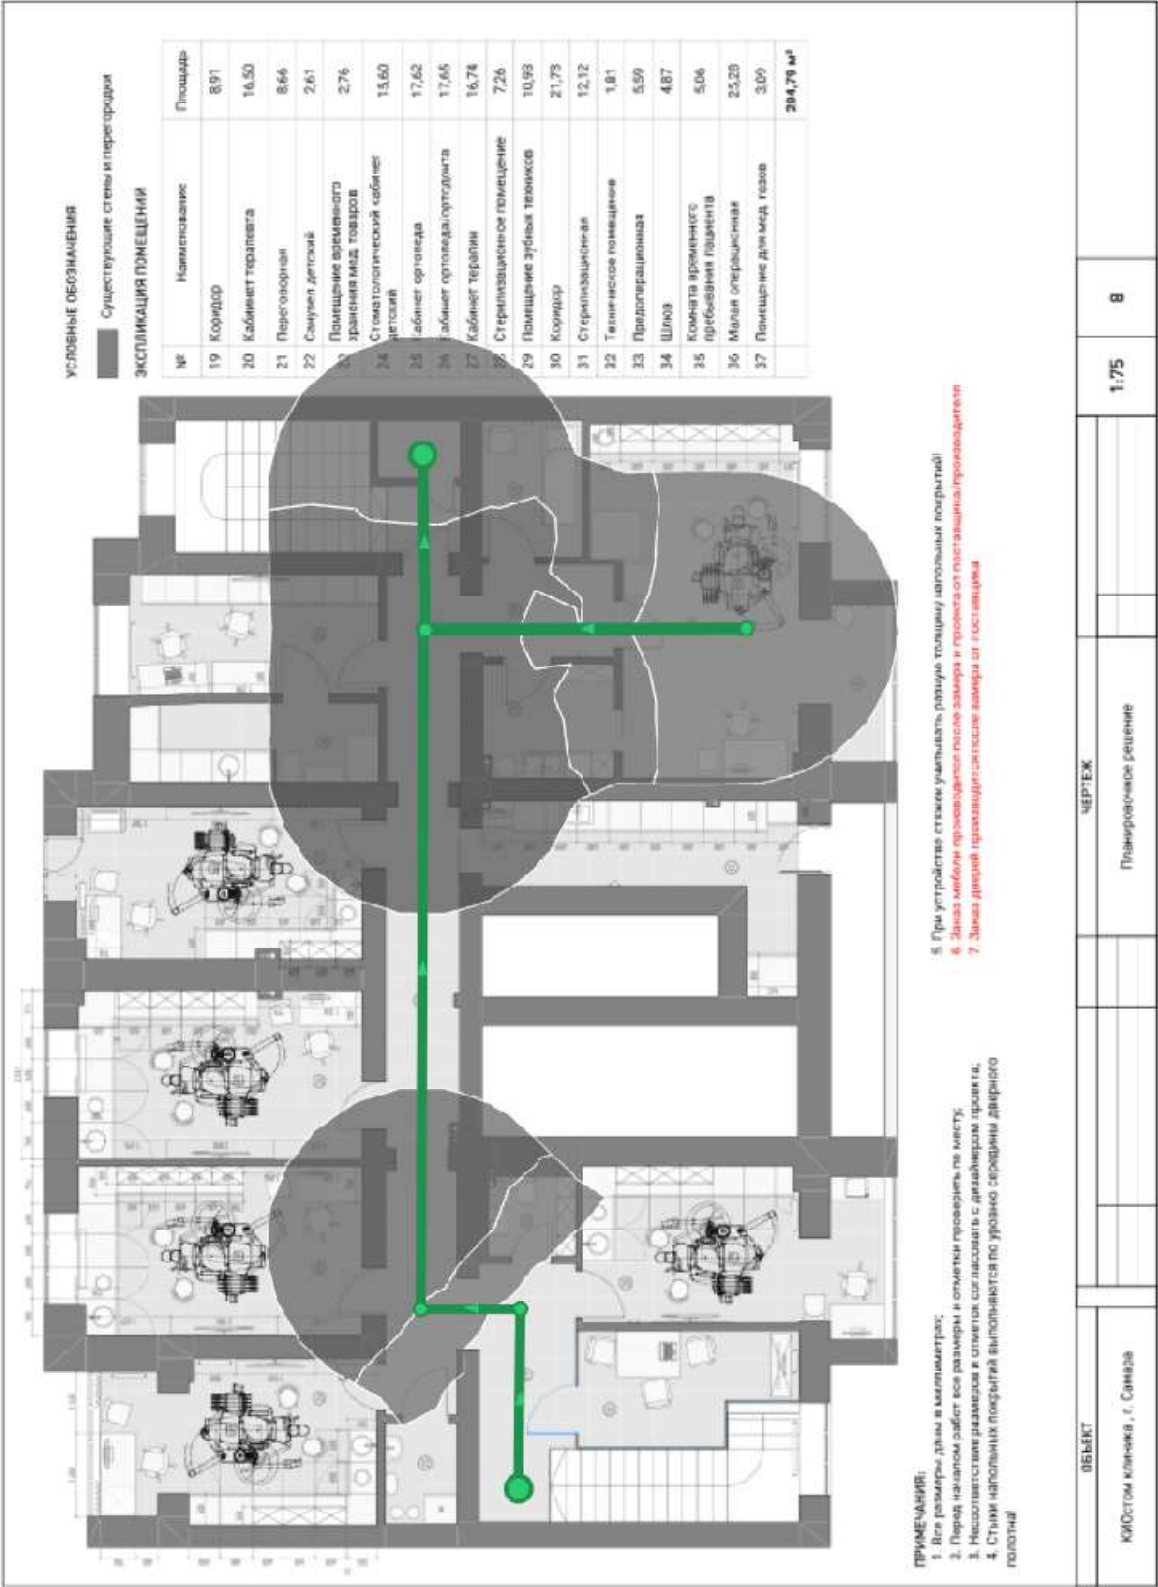 УСЛОВНЫЕ ОБОЗНАЧЕНИЯ
Существующие стены и перегородки
ЭКСПЛИКАЦИЯ ПОМЕЩЕНИЙ
№ Наименование Площадь
19 Коридор 8,91
20 Кабинет терапевта 16,50
21 Переговорная 8,66
22 Санузел детский 2,61
23 Помещение временного 2,76
хранения мед. товаров
24 Стоматологический кабинет 15,60
детский
25 Кабинет ортопеда 17,62
26 Кабинет ортопеда/ортодонта 17,65
27 Кабинет терапии 16,74
28 Стерилизационное помещение 7,26
29 Помещение зубных техников 10,93
30 Коридор 21,73
31 Стерилизационная 12,12
32 Техническое помещение 1,81
33 Предоперационная 5,59
34 Шлюз 4,87
35 Комната временного 5,06
пребывания пациента
36 Малая операционная 25,28
37 Помещение для мед. газов 3,09
284,79 м²
ПРИМЕЧАНИЯ:
1. Все размеры даны в миллиметрах;
2. Перед началом работ все размеры и отметки проверить по месту;
3. Несоответствие размеров и отметок согласовать с дизайнером проекта;
4. Стыки напольных покрытий выполняются по уровню середины дверного
полотна!
5. При устройстве стяжки учитывать разную толщину напольных покрытий!
6. Заказ мебели производится после замера и проекта от поставщика/производителя
7. Заказ дверей производится после замера от поставщика
ОБЪЕКТ
КИОстом клиника, г. Самара
ЧЕРТЕЖ
Планировочное решение
1:75
8